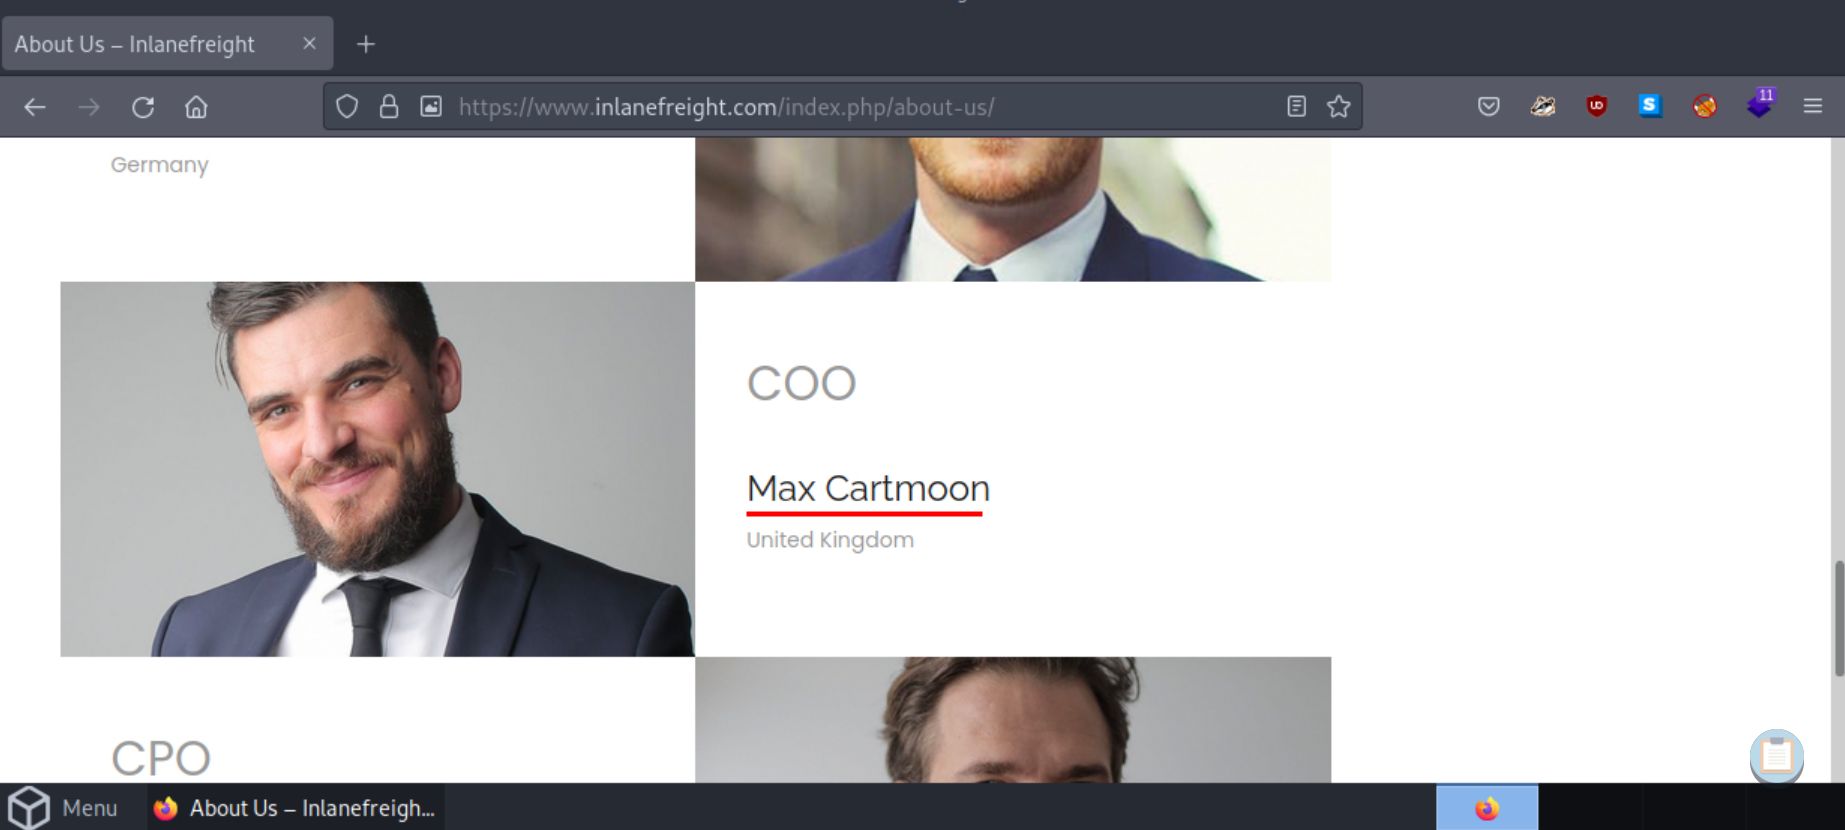 About Us – Inlanefreight
https://www.inlanefreight.com/index.php/about-us/
11
Germany
COO
Max Cartmoon
United Kingdom
CPO
Menu
About Us – Inlanefreigh...